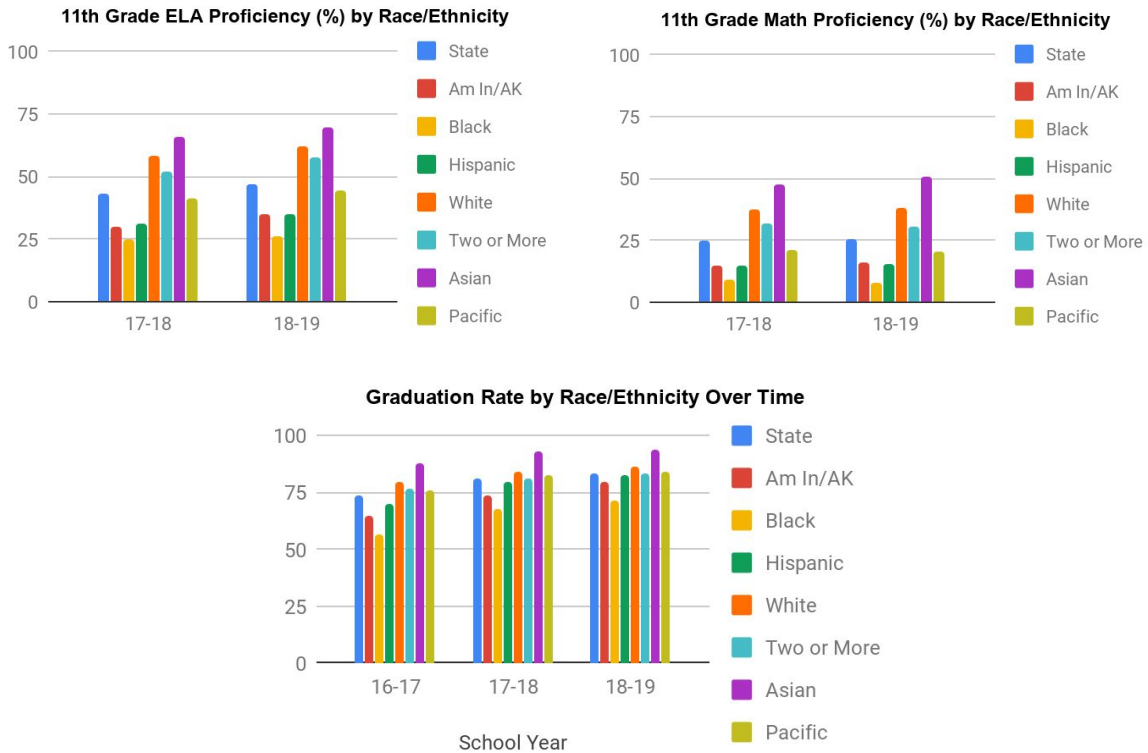 11th Grade ELA Proficiency (%) by Race/Ethnicity
100
75
50
25
0
17-18
18-19
State
Am In/AK
Black
Hispanic
White
Two or More
Asian
Pacific
11th Grade Math Proficiency (%) by Race/Ethnicity
100
75
50
25
0
17-18
18-19
State
Am In/AK
Black
Hispanic
White
Two or More
Asian
Pacific
Graduation Rate by Race/Ethnicity Over Time
100
75
50
25
0
16-17
17-18
18-19
School Year
State
Am In/AK
Black
Hispanic
White
Two or More
Asian
Pacific